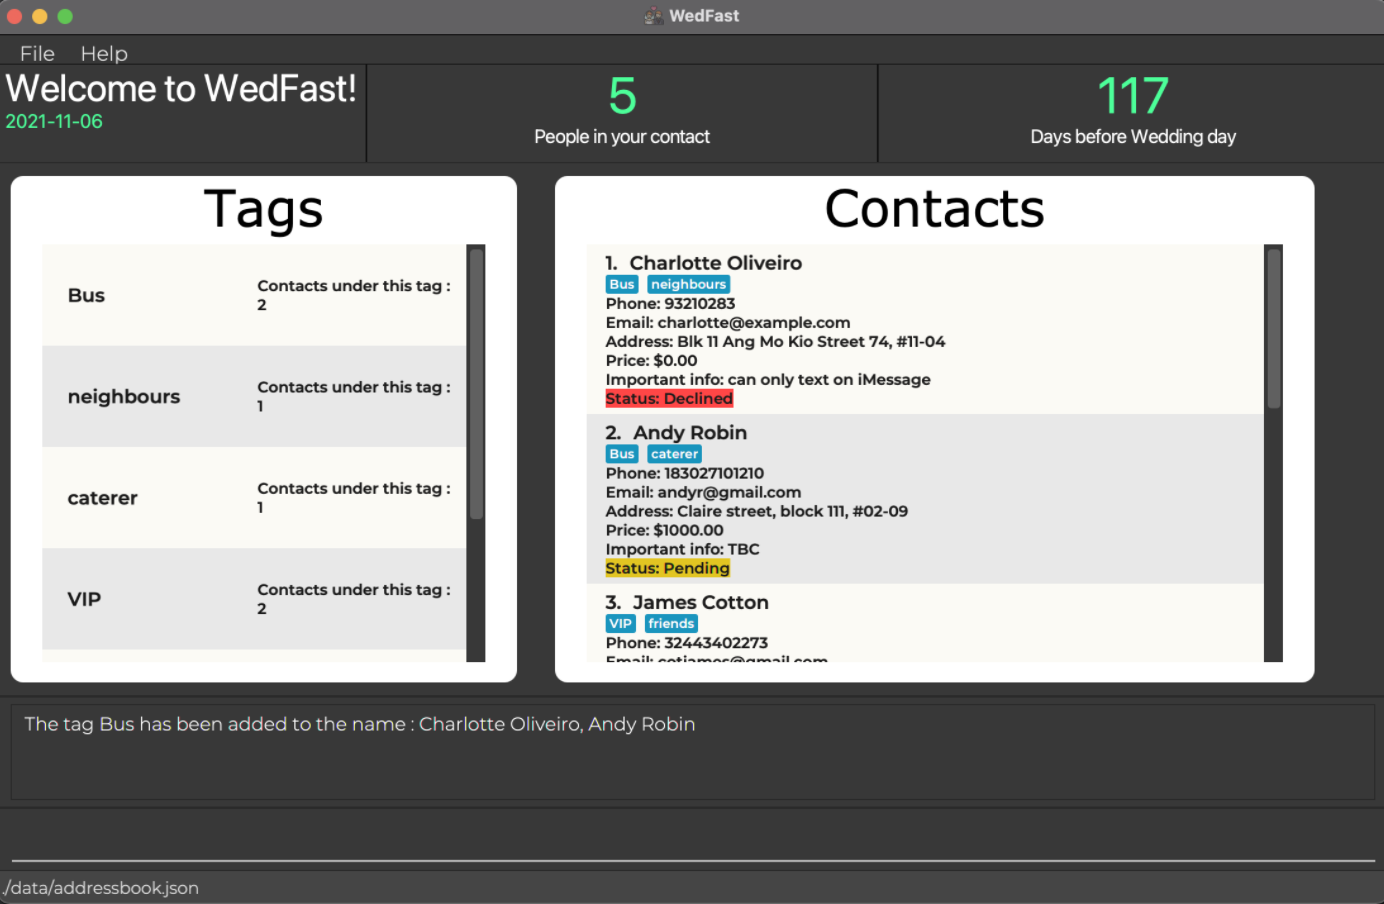 WedFast
File Help
Welcome to WedFast!
2021-11-06
5
People in your contact
117
Days before Wedding day
Tags
Bus
Contacts under this tag :
2
neighbours
Contacts under this tag :
1
caterer
Contacts under this tag :
1
VIP
Contacts under this tag :
2
Contacts
1. Charlotte Oliveiro
Bus neighbours
Phone: 93210283
Email: charlotte@example.com
Address: Blk 11 Ang Mo Kio Street 74, #11-04
Price: $0.00
Important info: can only text on iMessage
Status: Declined
2. Andy Robin
Bus caterer
Phone: 183027101210
Email: andyr@gmail.com
Address: Claire street, block 111, #02-09
Price: $1000.00
Important info: TBC
Status: Pending
3. James Cotton
VIP friends
Phone: 32443402273
Email: cotjames@gmail.com
The tag Bus has been added to the name : Charlotte Oliveiro, Andy Robin
./data/addressbook.json